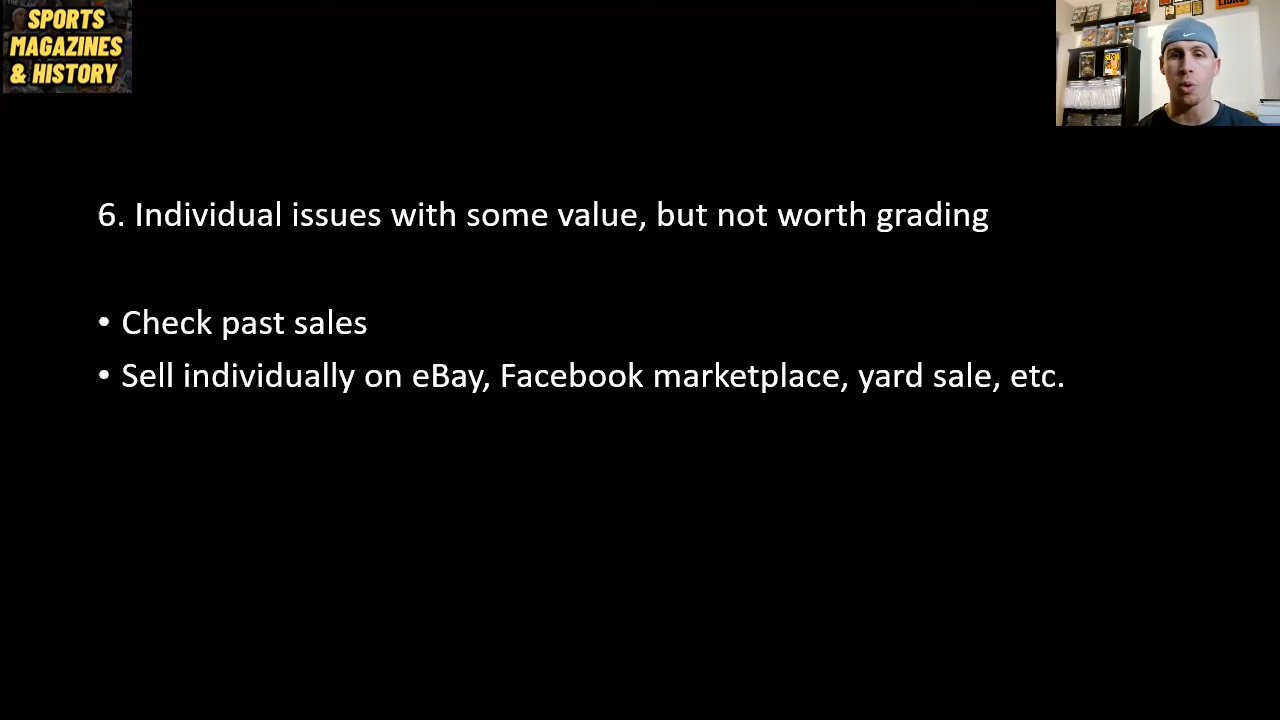 SPORTS
MAGAZINES
& HISTORY
6. Individual issues with some value, but not worth grading
• Check past sales
• Sell individually on eBay, Facebook marketplace, yard sale, etc.